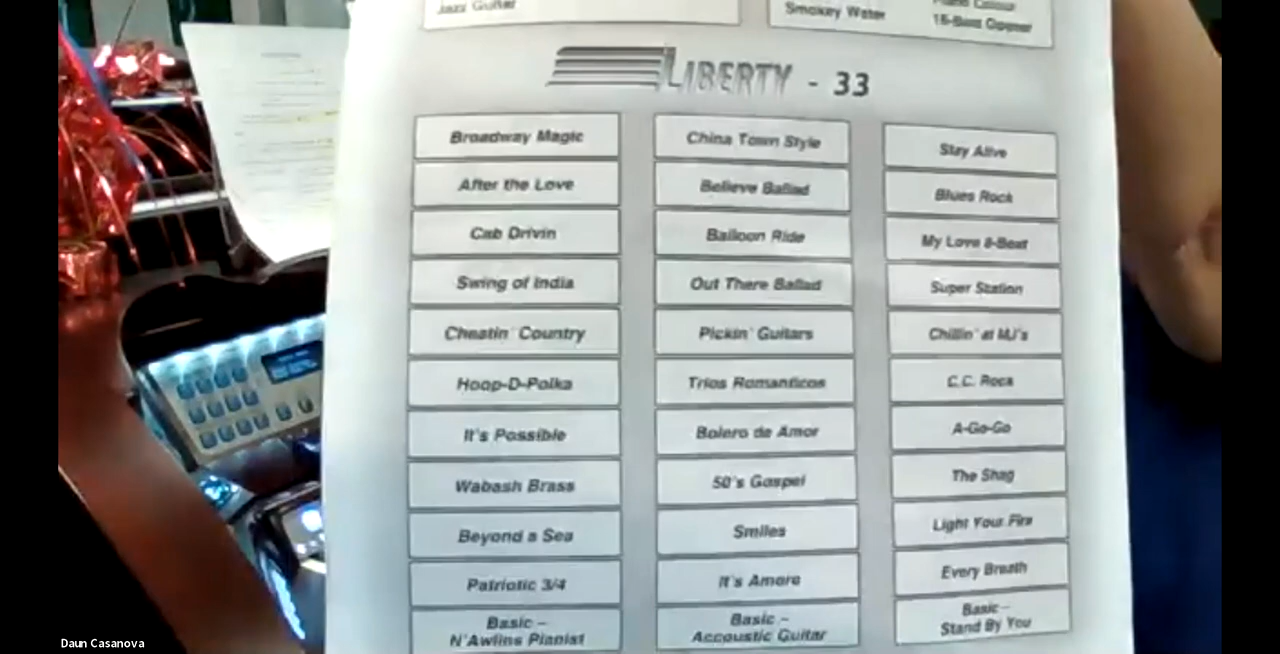 Jazz Guitar
Smokey Water
LIBERTY - 33
Broadway Magic
After the Love
Cab Drivin
Swing of India
Cheatin' Country
Hoop-D-Polka
It's Possible
Wabash Brass
Beyond a Sea
Patriotic 3/4
Basic –
N'Awlins Pianist
China Town Style
Believe Ballad
Balloon Ride
Out There Ballad
Pickin' Guitars
Trios Romanticos
Bolero de Amor
50's Gospel
Smiles
It's Amore
Basic –
Accoustic Guitar
Stay Alive
Blues Rock
My Love 8-Beat
Super Station
Chillin' at MJ's
C.C. Roca
A-Go-Go
The Shag
Light Your Fire
Every Breath
Basic –
Stand By You
Daun Casanova